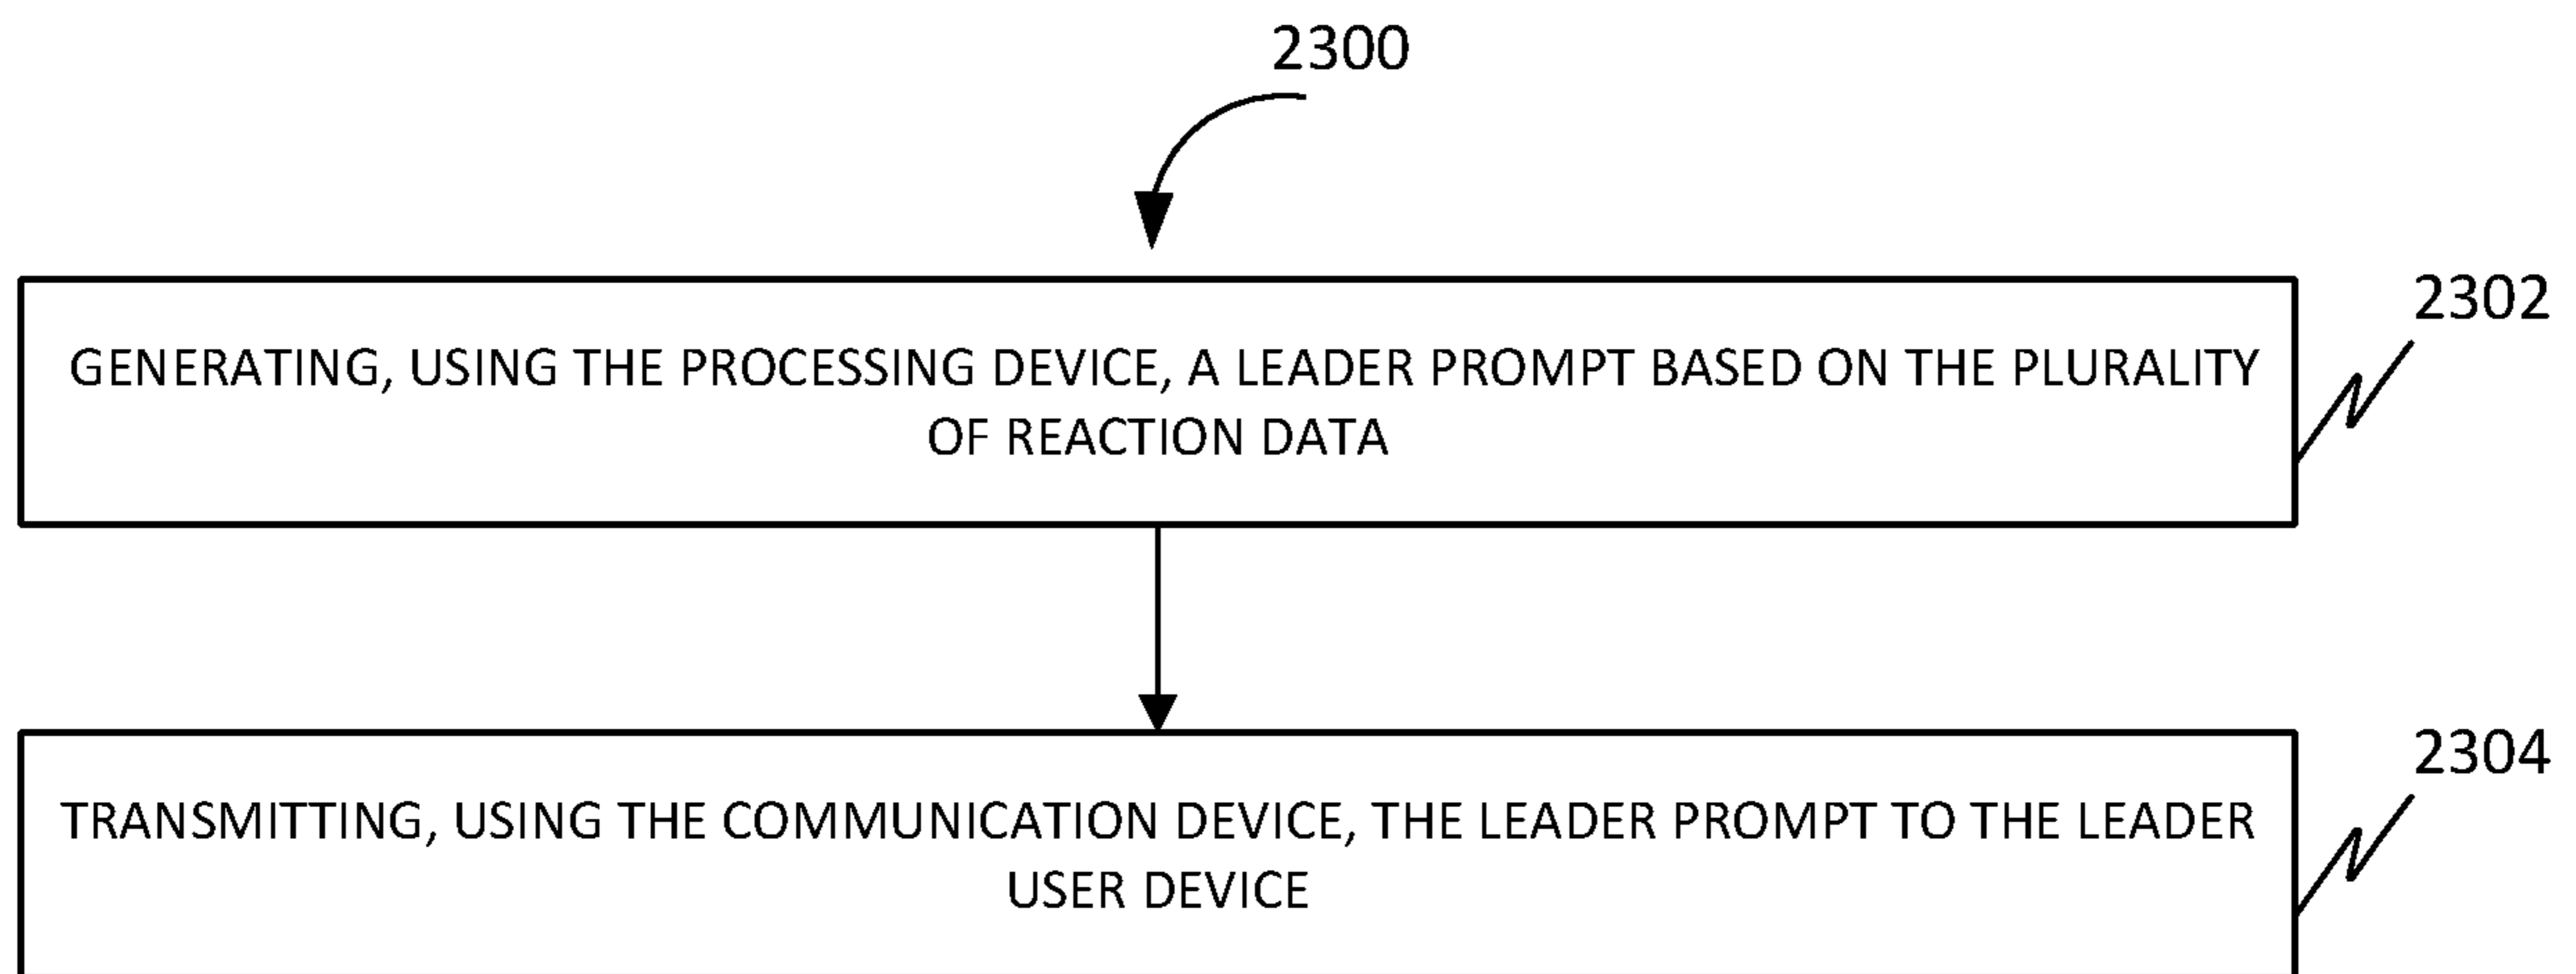 2300
2302
GENERATING, USING THE PROCESSING DEVICE, A LEADER PROMPT BASED ON THE PLURALITY
OF REACTION DATA
2304
TRANSMITTING, USING THE COMMUNICATION DEVICE, THE LEADER PROMPT TO THE LEADER
USER DEVICE